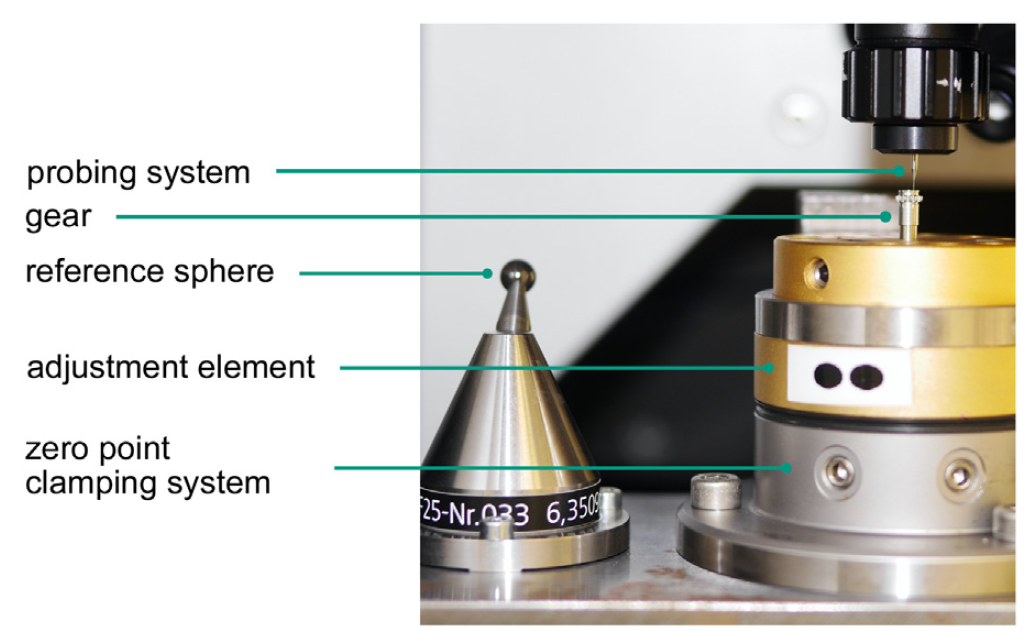 probing system
gear
reference sphere
adjustment element
zero point
clamping system
F25-Nr.033 6,3509